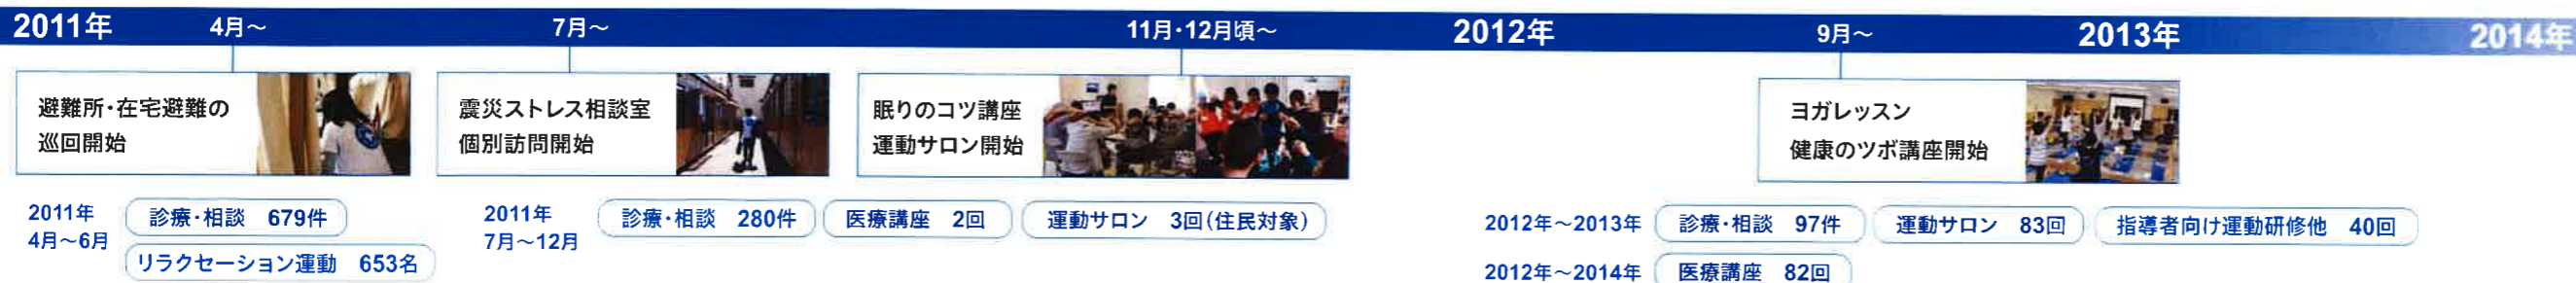 2011年 4月～ 7月～ 11月・12月頃～ 2012年 9月～ 2013年 2014年
避難所・在宅避難の
巡回開始
震災ストレス相談室
個別訪問開始
眠りのコツ講座
運動サロン開始
ヨガレッスン
健康のツボ講座開始
2011年
4月～6月
診療・相談 679件
リラクセーション運動 653名
2011年
7月～12月
診療・相談 280件
医療講座 2回
運動サロン 3回（住民対象）
2012年～2013年
診療・相談 97件
運動サロン 83回
指導者向け運動研修他 40回
2012年～2014年
医療講座 82回